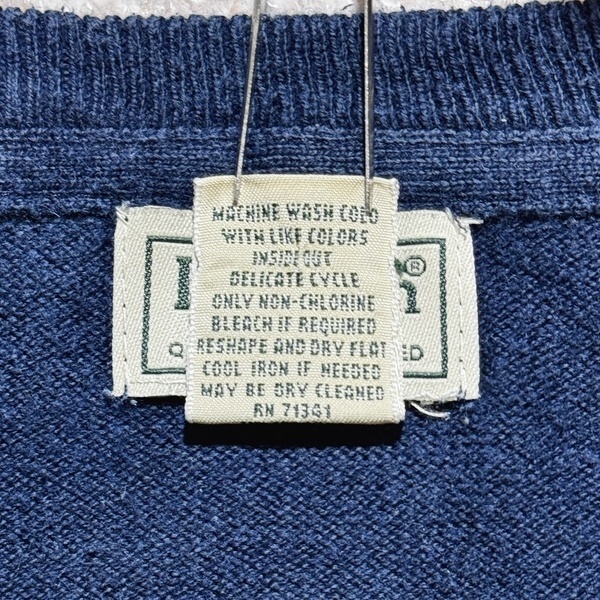 MACHINE WASH COLD
WITH LIKE COLORS
INSIDE OUT
DELICATE CYCLE
ONLY NON-CHLORINE
BLEACH IF REQUIRED
RESHAPE AND DRY FLAT
COOL IRON IF NEEDED
MAY BE DRY CLEANED
RN 71341
®